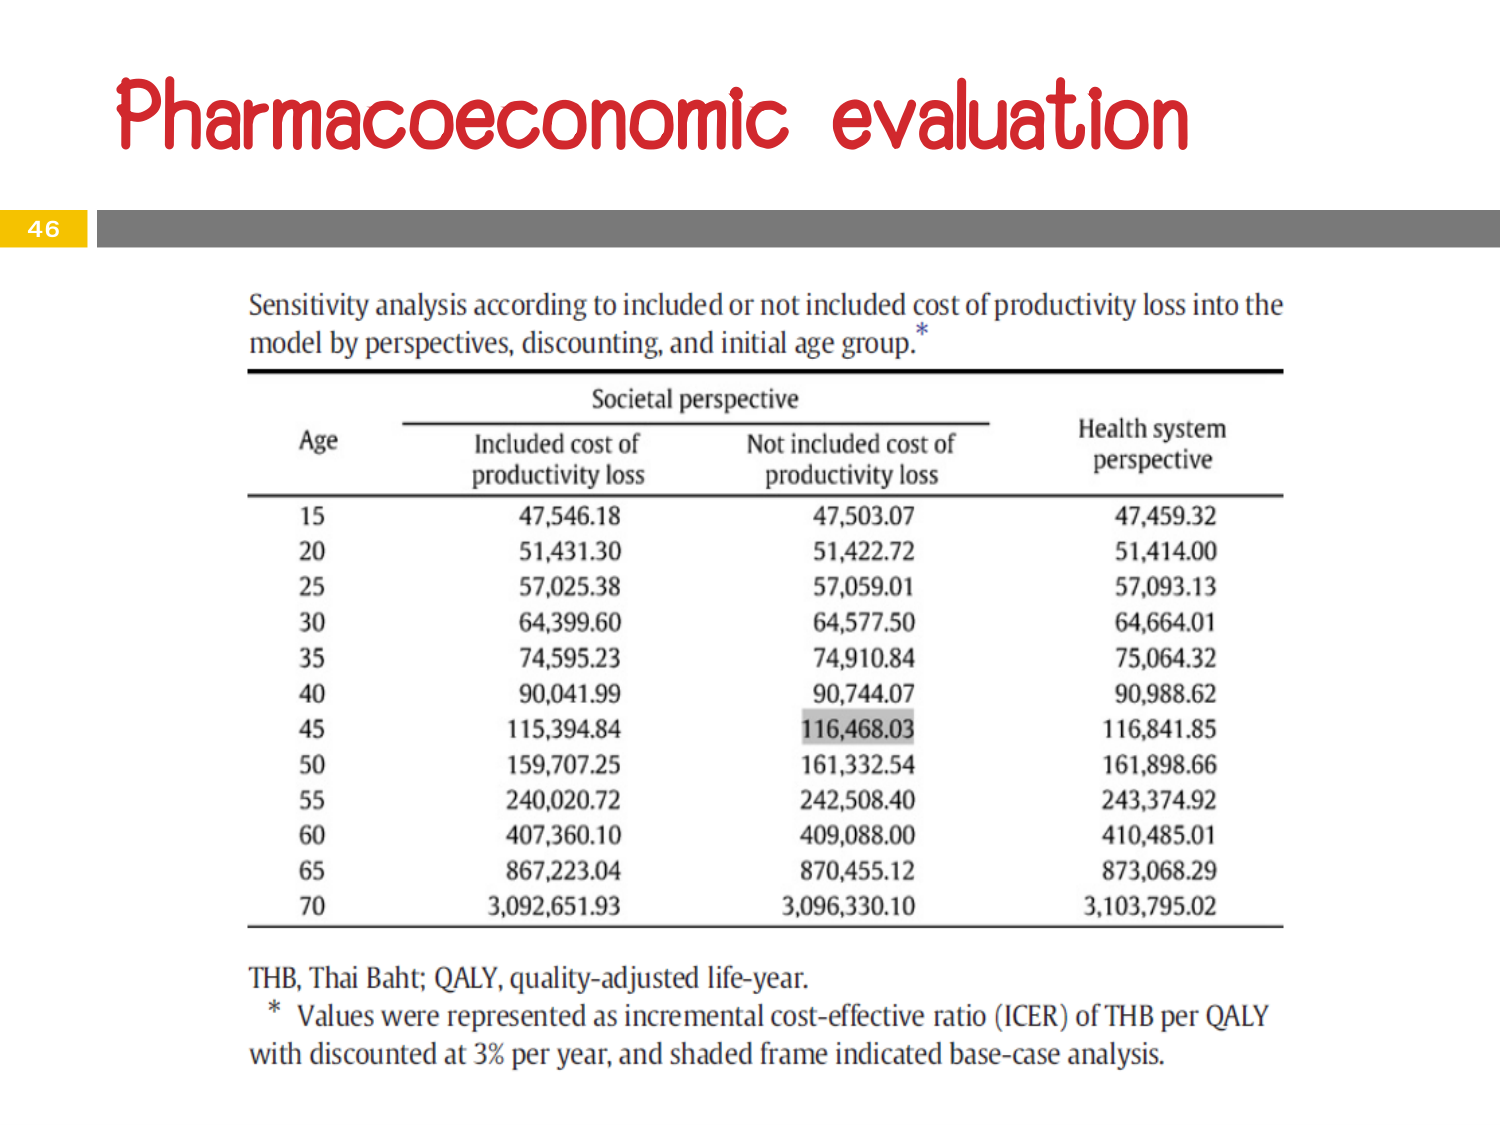 Pharmacoeconomic evaluation
46
Sensitivity analysis according to included or not included cost of productivity loss into the
model by perspectives, discounting, and initial age group.*
Societal perspective
Age
Included cost of productivity loss
Not included cost of productivity loss
Health system perspective
15 47,546.18 47,503.07 47,459.32
20 51,431.30 51,422.72 51,414.00
25 57,025.38 57,059.01 57,093.13
30 64,399.60 64,577.50 64,664.01
35 74,595.23 74,910.84 75,064.32
40 90,041.99 90,744.07 90,988.62
45 115,394.84 116,468.03 116,841.85
50 159,707.25 161,332.54 161,898.66
55 240,020.72 242,508.40 243,374.92
60 407,360.10 409,088.00 410,485.01
65 867,223.04 870,455.12 873,068.29
70 3,092,651.93 3,096,330.10 3,103,795.02
THB, Thai Baht; QALY, quality-adjusted life-year.
* Values were represented as incremental cost-effective ratio (ICER) of THB per QALY
with discounted at 3% per year, and shaded frame indicated base-case analysis.